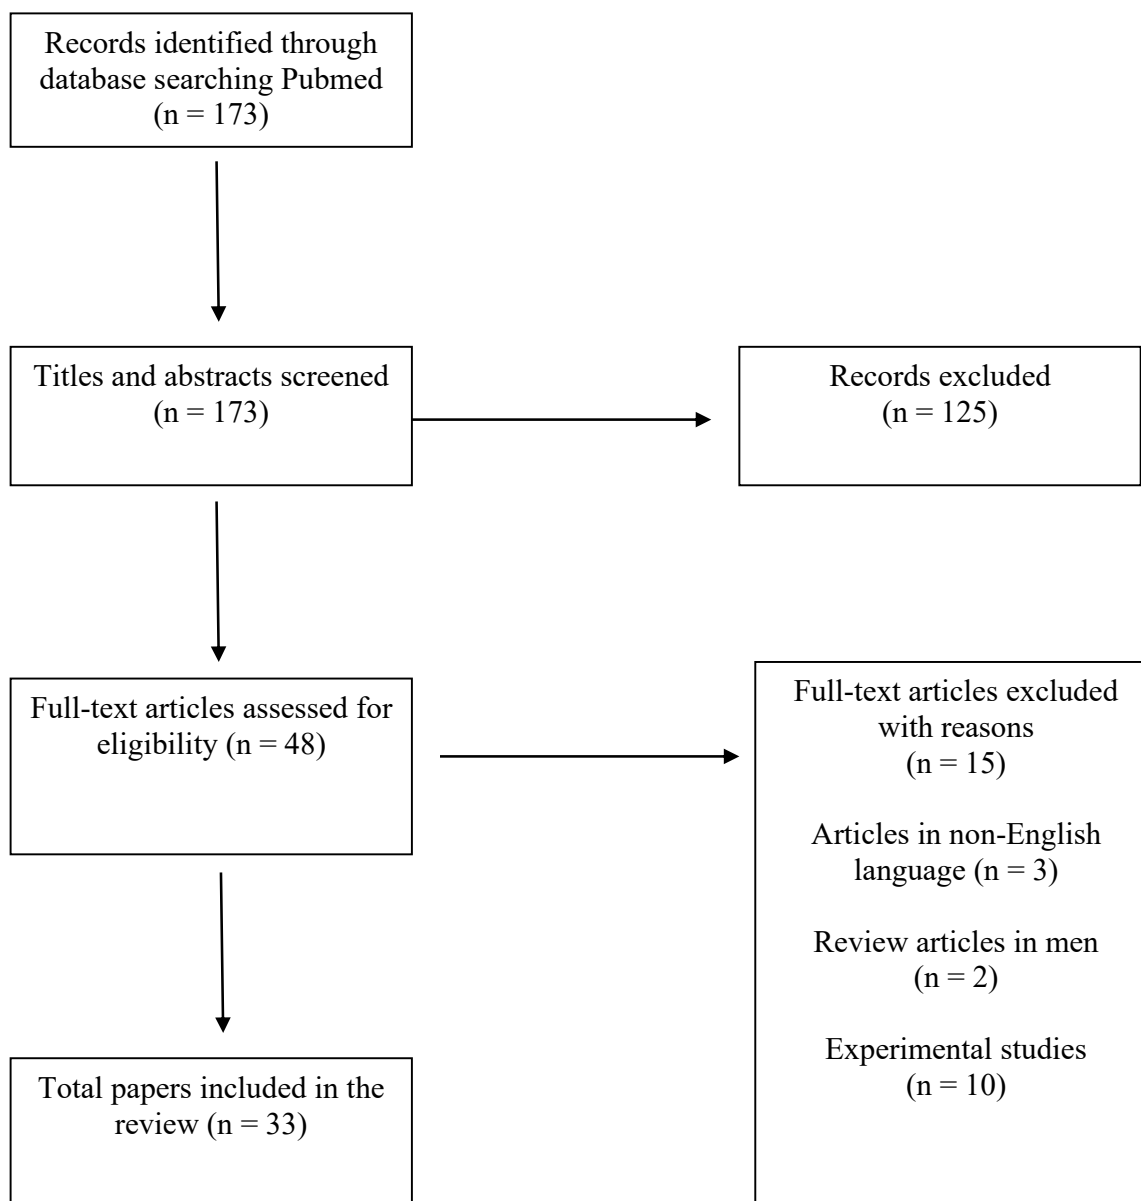 Records identified through
database searching Pubmed
(n = 173)
Titles and abstracts screened
(n = 173)
Records excluded
(n = 125)
Full-text articles assessed for
eligibility (n = 48)
Full-text articles excluded
with reasons
(n = 15)
Articles in non-English
language (n = 3)
Review articles in men
(n = 2)
Experimental studies
(n = 10)
Total papers included in the
review (n = 33)